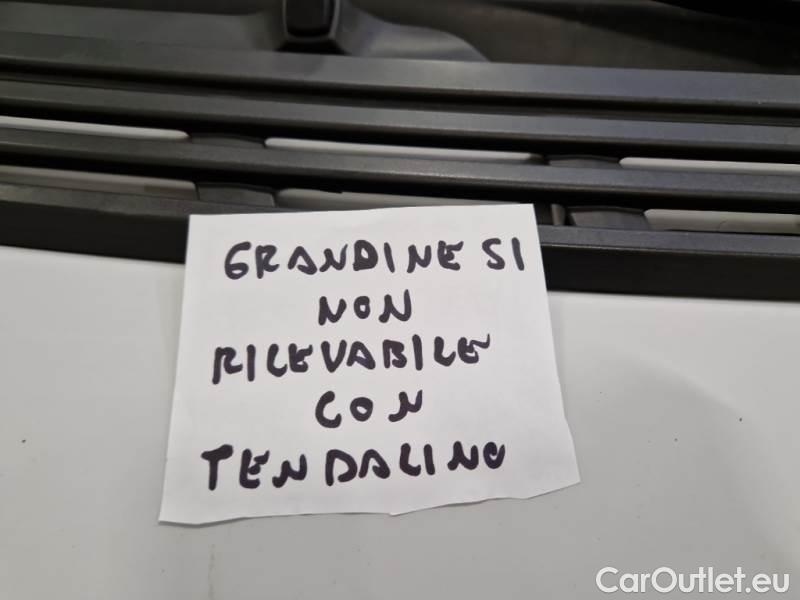 GRANDINE SI
NON
RILEVABILE
CON
TENDALINO
CarOutlet.eu